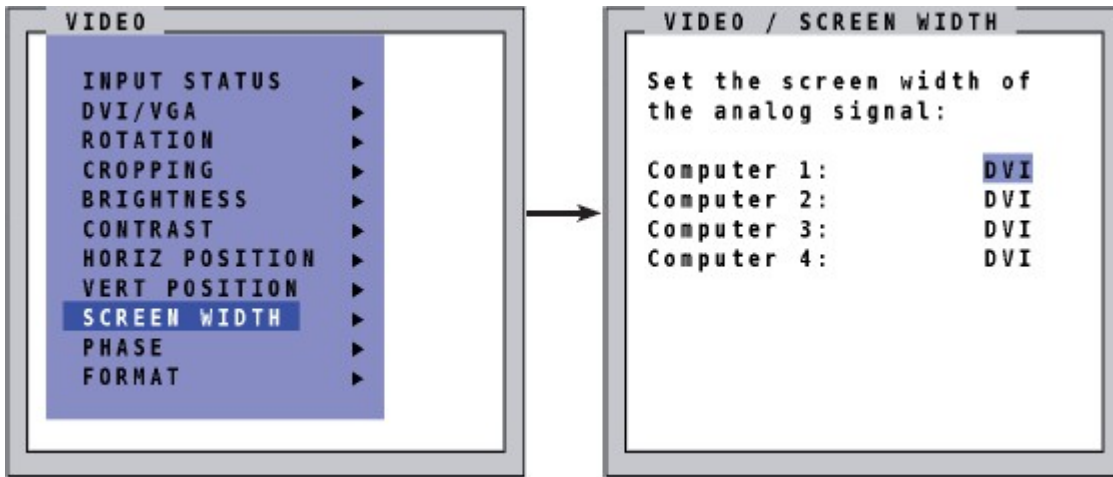 VIDEO
INPUT STATUS
DVI/VGA
ROTATION
CROPPING
BRIGHTNESS
CONTRAST
HORIZ POSITION
VERT POSITION
SCREEN WIDTH
PHASE
FORMAT
VIDEO / SCREEN WIDTH
Set the screen width of
the analog signal:
Computer 1: DVI
Computer 2: DVI
Computer 3: DVI
Computer 4: DVI